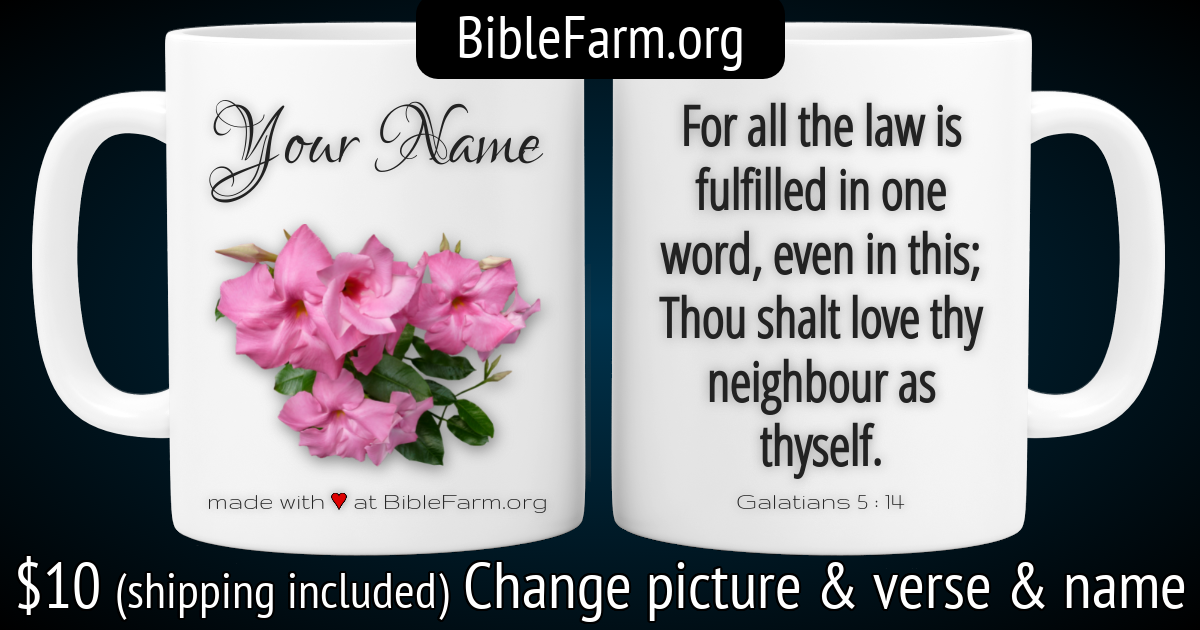 BibleFarm.org
Your Name
made with ♥ at BibleFarm.org
For all the law is
fulfilled in one
word, even in this;
Thou shalt love thy
neighbour as
thyself.
Galatians 5 : 14
$10 (shipping included) Change picture & verse & name